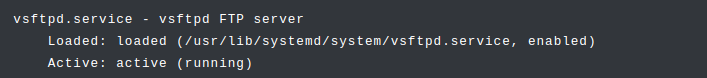 vsftpd.service - vsftpd FTP server
Loaded: loaded (/usr/lib/systemd/system/vsftpd.service, enabled)
Active: active (running)